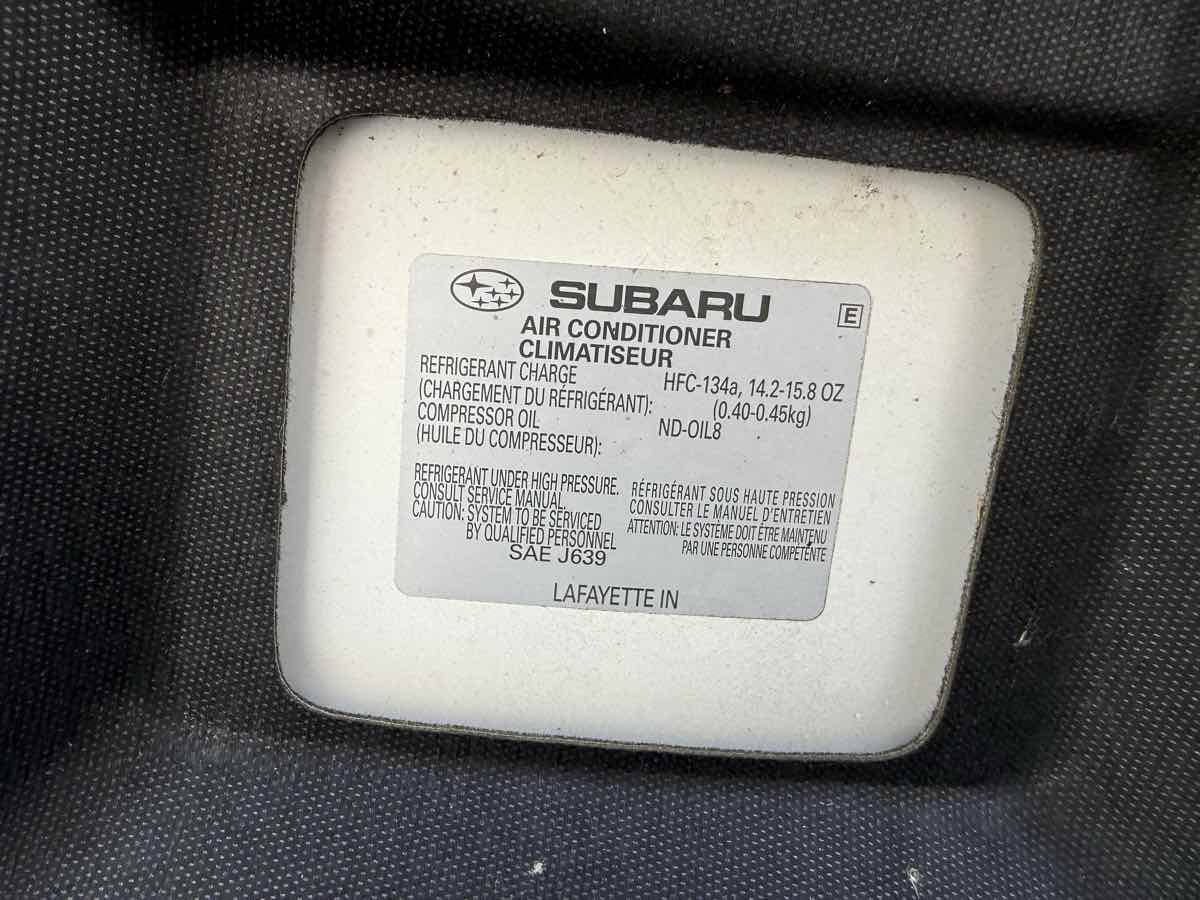 SUBARU
E
AIR CONDITIONER
CLIMATISEUR
REFRIGERANT CHARGE HFC-134a, 14.2-15.8 OZ
(CHARGEMENT DU RÉFRIGÉRANT): (0.40-0.45kg)
COMPRESSOR OIL ND-OIL8
(HUILE DU COMPRESSEUR):
REFRIGERANT UNDER HIGH PRESSURE.
CONSULT SERVICE MANUAL.
CAUTION: SYSTEM TO BE SERVICED
BY QUALIFIED PERSONNEL
SAE J639
RÉFRIGÉRANT SOUS HAUTE PRESSION
CONSULTER LE MANUEL D'ENTRETIEN
ATTENTION: LE SYSTÈME DOIT ÊTRE MAINTENU
PAR UNE PERSONNE COMPÉTENTE
LAFAYETTE IN